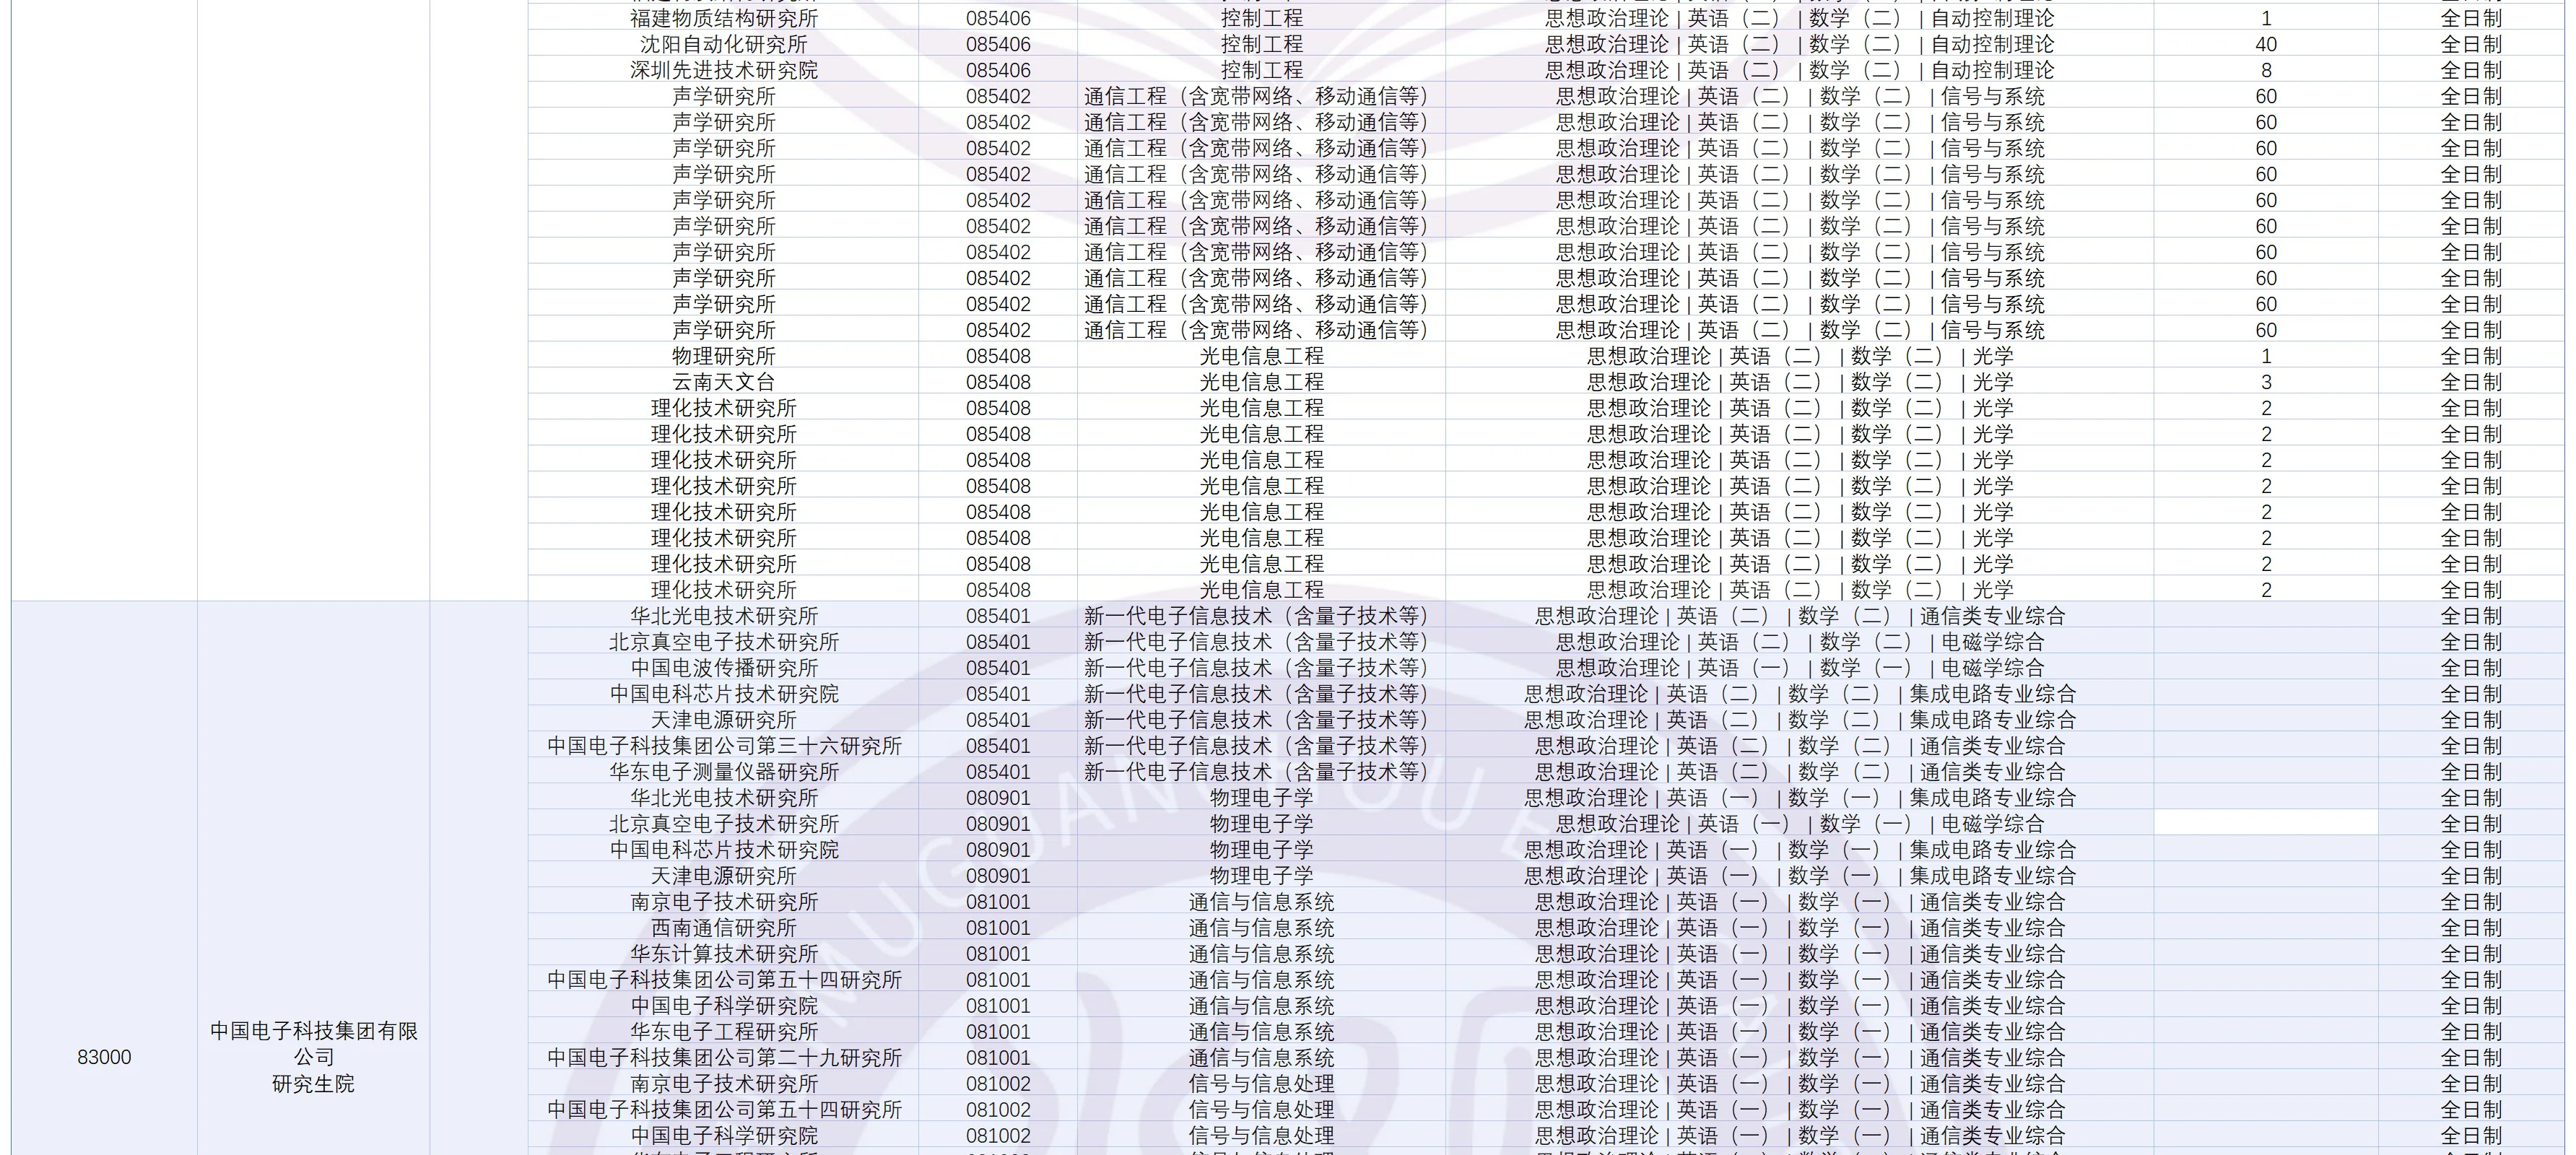 福建物质结构研究所 085406 控制工程 思想政治理论 | 英语（二） | 数学（二） | 自动控制理论 1 全日制
沈阳自动化研究所 085406 控制工程 思想政治理论 | 英语（二） | 数学（二） | 自动控制理论 40 全日制
深圳先进技术研究院 085406 控制工程 思想政治理论 | 英语（二） | 数学（二） | 自动控制理论 8 全日制
声学研究所 085402 通信工程（含宽带网络、移动通信等） 思想政治理论 | 英语（二） | 数学（二） | 信号与系统 60 全日制
声学研究所 085402 通信工程（含宽带网络、移动通信等） 思想政治理论 | 英语（二） | 数学（二） | 信号与系统 60 全日制
声学研究所 085402 通信工程（含宽带网络、移动通信等） 思想政治理论 | 英语（二） | 数学（二） | 信号与系统 60 全日制
声学研究所 085402 通信工程（含宽带网络、移动通信等） 思想政治理论 | 英语（二） | 数学（二） | 信号与系统 60 全日制
声学研究所 085402 通信工程（含宽带网络、移动通信等） 思想政治理论 | 英语（二） | 数学（二） | 信号与系统 60 全日制
声学研究所 085402 通信工程（含宽带网络、移动通信等） 思想政治理论 | 英语（二） | 数学（二） | 信号与系统 60 全日制
声学研究所 085402 通信工程（含宽带网络、移动通信等） 思想政治理论 | 英语（二） | 数学（二） | 信号与系统 60 全日制
声学研究所 085402 通信工程（含宽带网络、移动通信等） 思想政治理论 | 英语（二） | 数学（二） | 信号与系统 60 全日制
声学研究所 085402 通信工程（含宽带网络、移动通信等） 思想政治理论 | 英语（二） | 数学（二） | 信号与系统 60 全日制
声学研究所 085402 通信工程（含宽带网络、移动通信等） 思想政治理论 | 英语（二） | 数学（二） | 信号与系统 60 全日制
物理研究所 085408 光电信息工程 思想政治理论 | 英语（二） | 数学（二） | 光学 1 全日制
云南天文台 085408 光电信息工程 思想政治理论 | 英语（二） | 数学（二） | 光学 3 全日制
理化技术研究所 085408 光电信息工程 思想政治理论 | 英语（二） | 数学（二） | 光学 2 全日制
理化技术研究所 085408 光电信息工程 思想政治理论 | 英语（二） | 数学（二） | 光学 2 全日制
理化技术研究所 085408 光电信息工程 思想政治理论 | 英语（二） | 数学（二） | 光学 2 全日制
理化技术研究所 085408 光电信息工程 思想政治理论 | 英语（二） | 数学（二） | 光学 2 全日制
理化技术研究所 085408 光电信息工程 思想政治理论 | 英语（二） | 数学（二） | 光学 2 全日制
理化技术研究所 085408 光电信息工程 思想政治理论 | 英语（二） | 数学（二） | 光学 2 全日制
理化技术研究所 085408 光电信息工程 思想政治理论 | 英语（二） | 数学（二） | 光学 2 全日制
理化技术研究所 085408 光电信息工程 思想政治理论 | 英语（二） | 数学（二） | 光学 2 全日制
华北光电技术研究所 085401 新一代电子信息技术（含量子技术等） 思想政治理论 | 英语（二） | 数学（二） | 通信类专业综合 全日制
北京真空电子技术研究所 085401 新一代电子信息技术（含量子技术等） 思想政治理论 | 英语（二） | 数学（二） | 电磁学综合 全日制
中国电波传播研究所 085401 新一代电子信息技术（含量子技术等） 思想政治理论 | 英语（一） | 数学（一） | 电磁学综合 全日制
中国电科芯片技术研究院 085401 新一代电子信息技术（含量子技术等） 思想政治理论 | 英语（二） | 数学（二） | 集成电路专业综合 全日制
天津电源研究所 085401 新一代电子信息技术（含量子技术等） 思想政治理论 | 英语（二） | 数学（二） | 集成电路专业综合 全日制
中国电子科技集团公司第三十六研究所 085401 新一代电子信息技术（含量子技术等） 思想政治理论 | 英语（二） | 数学（二） | 通信类专业综合 全日制
华东电子测量仪器研究所 085401 新一代电子信息技术（含量子技术等） 思想政治理论 | 英语（二） | 数学（二） | 通信类专业综合 全日制
华北光电技术研究所 080901 物理电子学 思想政治理论 | 英语（一） | 数学（一） | 集成电路专业综合 全日制
北京真空电子技术研究所 080901 物理电子学 思想政治理论 | 英语（一） | 数学（一） | 电磁学综合 全日制
中国电科芯片技术研究院 080901 物理电子学 思想政治理论 | 英语（一） | 数学（一） | 集成电路专业综合 全日制
天津电源研究所 080901 物理电子学 思想政治理论 | 英语（一） | 数学（一） | 集成电路专业综合 全日制
南京电子技术研究所 081001 通信与信息系统 思想政治理论 | 英语（一） | 数学（一） | 通信类专业综合 全日制
西南通信研究所 081001 通信与信息系统 思想政治理论 | 英语（一） | 数学（一） | 通信类专业综合 全日制
华东计算技术研究所 081001 通信与信息系统 思想政治理论 | 英语（一） | 数学（一） | 通信类专业综合 全日制
中国电子科技集团公司第五十四研究所 081001 通信与信息系统 思想政治理论 | 英语（一） | 数学（一） | 通信类专业综合 全日制
中国电子科学研究院 081001 通信与信息系统 思想政治理论 | 英语（一） | 数学（一） | 通信类专业综合 全日制
华东电子工程研究所 081001 通信与信息系统 思想政治理论 | 英语（一） | 数学（一） | 通信类专业综合 全日制
83000
中国电子科技集团有限
公司
研究生院
中国电子科技集团公司第二十九研究所 081001 通信与信息系统 思想政治理论 | 英语（一） | 数学（一） | 通信类专业综合 全日制
南京电子技术研究所 081002 信号与信息处理 思想政治理论 | 英语（一） | 数学（一） | 通信类专业综合 全日制
中国电子科技集团公司第五十四研究所 081002 信号与信息处理 思想政治理论 | 英语（一） | 数学（一） | 通信类专业综合 全日制
中国电子科学研究院 081002 信号与信息处理 思想政治理论 | 英语（一） | 数学（一） | 通信类专业综合 全日制